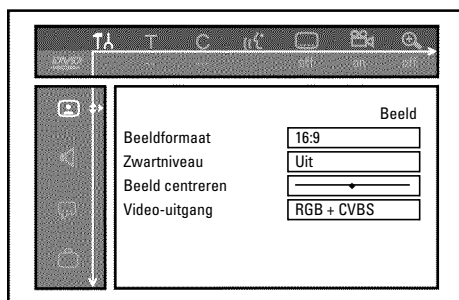 T C
DVD off on off
Beeld
Beeldformaat 16:9
Zwartniveau Uit
Beeld centreren
Video-uitgang RGB + CVBS